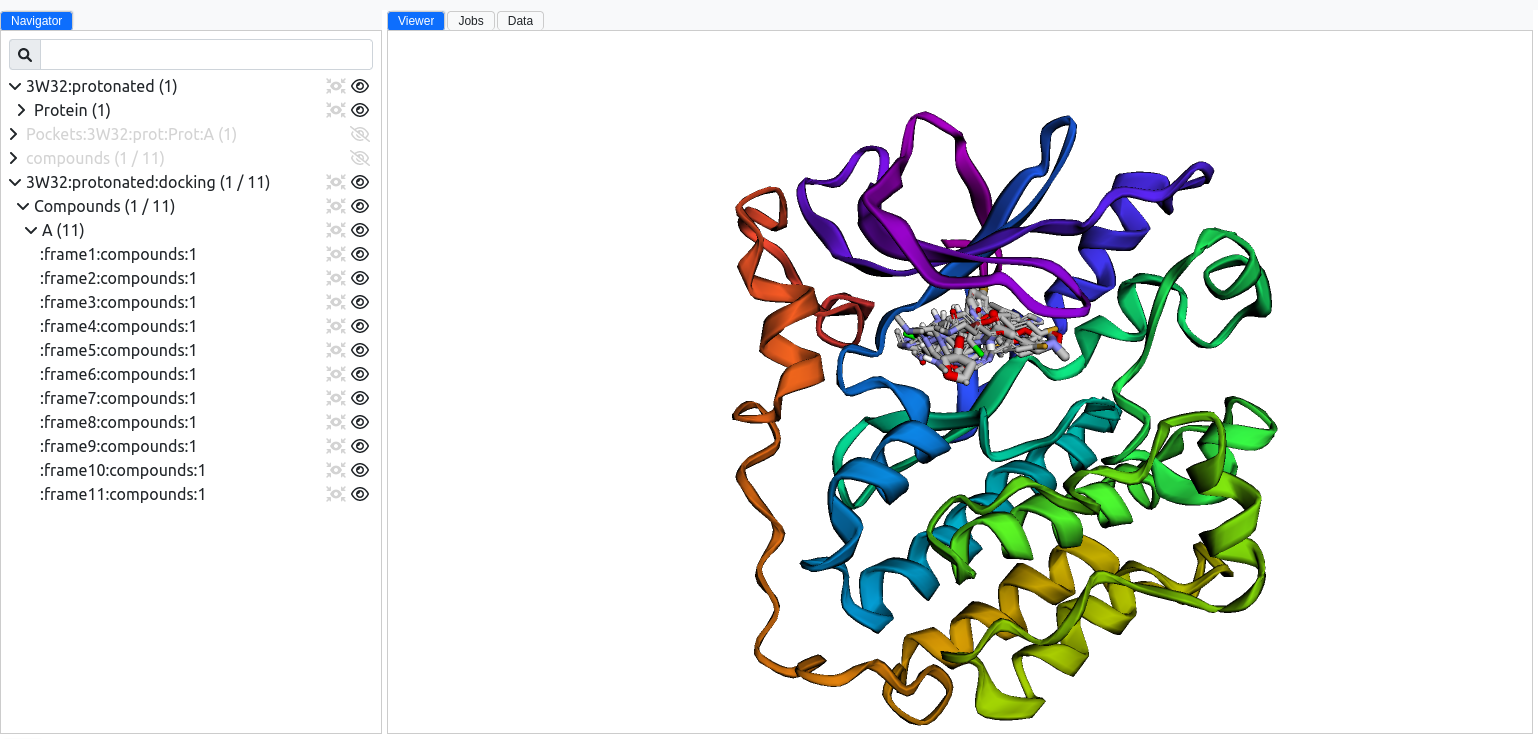 Navigator
Viewer Jobs Data
3W32:protonated (1)
Protein (1)
Pockets:3W32:prot:Prot:A (1)
compounds (1 / 11)
3W32:protonated:docking (1 / 11)
Compounds (1 / 11)
A (11)
:frame1:compounds:1
:frame2:compounds:1
:frame3:compounds:1
:frame4:compounds:1
:frame5:compounds:1
:frame6:compounds:1
:frame7:compounds:1
:frame8:compounds:1
:frame9:compounds:1
:frame10:compounds:1
:frame11:compounds:1